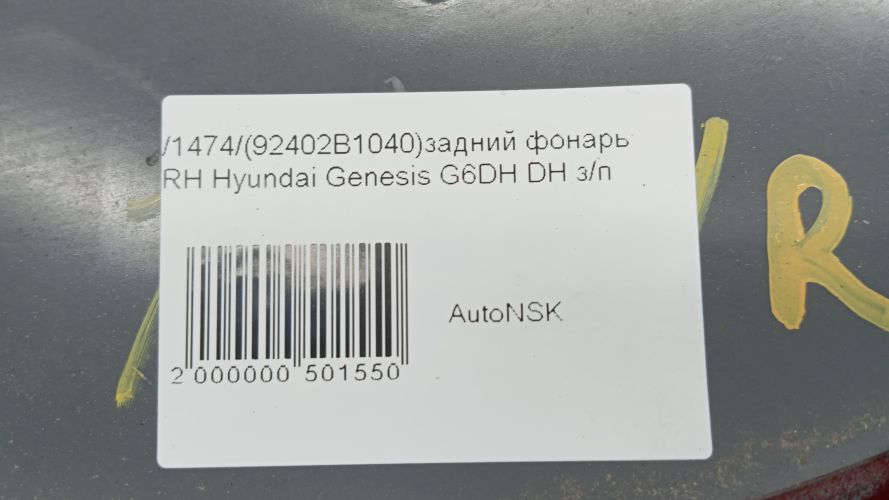 /1474/(92402B1040)задний фонарь
RH Hyundai Genesis G6DH DH з/п
AutoNSK
2 000000 501550
R